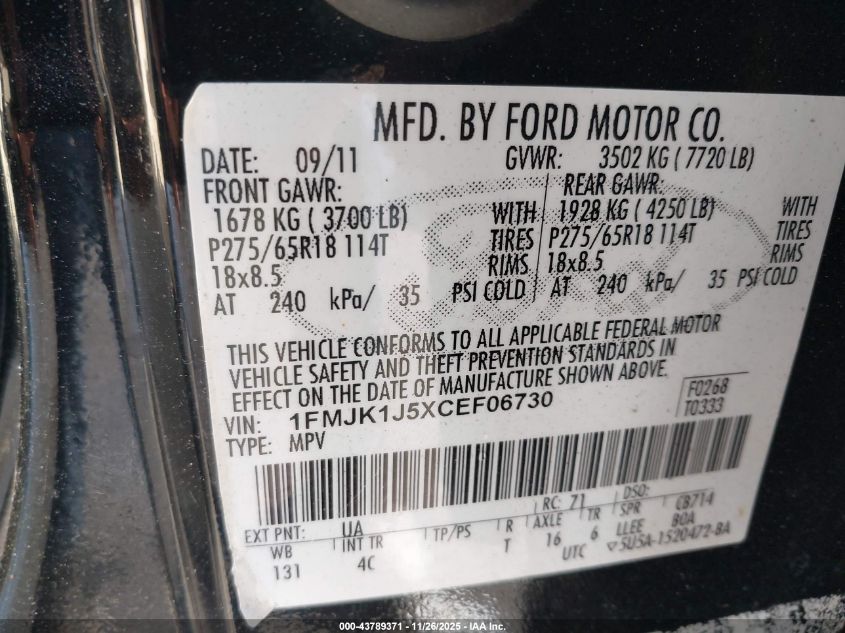 MFD. BY FORD MOTOR CO.
DATE: 09/11 GVWR: 3502 KG ( 7720 LB)
FRONT GAWR: REAR GAWR:
1678 KG ( 3700 LB) WITH 1928 KG ( 4250 LB) WITH
P275/65R18 114T TIRES P275/65R18 114T TIRES
18x8.5 RIMS 18x8.5 RIMS
AT 240 kPa/ 35 PSI COLD AT 240 kPa/ 35 PSI COLD
THIS VEHICLE CONFORMS TO ALL APPLICABLE FEDERAL MOTOR
VEHICLE SAFETY AND THEFT PREVENTION STANDARDS IN
EFFECT ON THE DATE OF MANUFACTURE SHOWN ABOVE.
VIN: 1FMJK1J5XCEF06730 F0268
TYPE: MPV T0333
RC: 71 DSO:
EXT PNT: UA AXLE TR SPR CB714
WB INT TR TP/PS R 16 6 LLEE BOA
131 4C T UTC ▽5U5A-1520472-BA
000-43789371 - 11/26/2025 - IAA Inc.